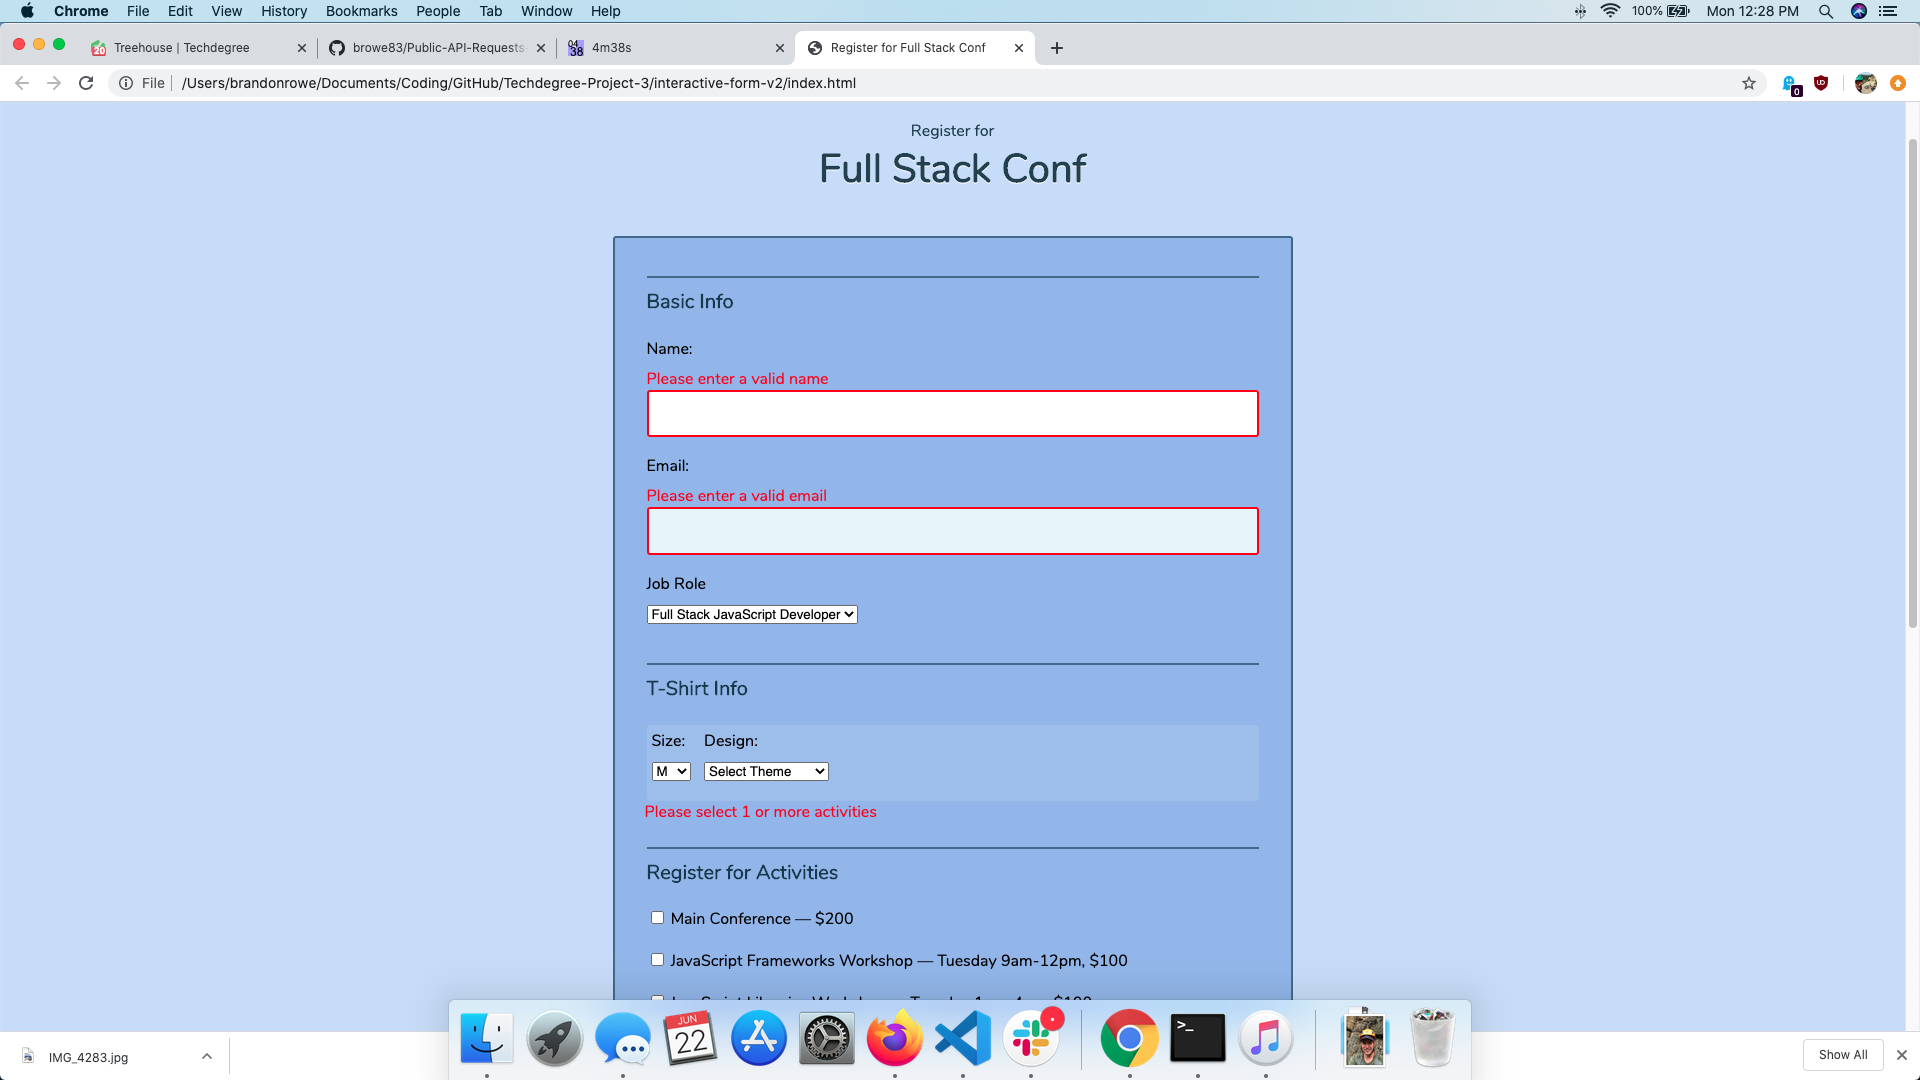 Chrome File Edit View History Bookmarks People Tab Window Help 100% Mon 12:28 PM
Treehouse | Techdegree browe83/Public-API-Requests 4m38s Register for Full Stack Conf
File /Users/brandonrowe/Documents/Coding/GitHub/Techdegree-Project-3/interactive-form-v2/index.html
Register for
Full Stack Conf
Basic Info
Name:
Please enter a valid name
Email:
Please enter a valid email
Job Role
Full Stack JavaScript Developer
T-Shirt Info
Size: Design:
M Select Theme
Please select 1 or more activities
Register for Activities
Main Conference — $200
JavaScript Frameworks Workshop — Tuesday 9am-12pm, $100
JUN
22
IMG_4283.jpg
Show All